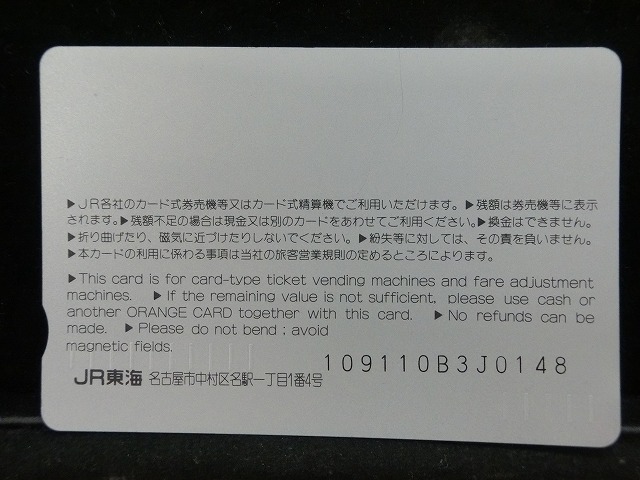 ▶JR各社のカード式券売機等又はカード式精算機でご利用いただけます。▶残額は券売機等に表示
されます。▶残額不足の場合は現金又は別のカードをあわせてご利用ください。▶換金はできません。
▶折り曲げたり、磁気に近づけたりしないでください。▶紛失等に対しては、その責を負いません。
▶本カードの利用に係わる事項は当社の旅客営業規則の定めるところによります。
▶This card is for card-type ticket vending machines and fare adjustment
machines. ▶If the remaining value is not sufficient, please use cash or
another ORANGE CARD together with this card. ▶No refunds can be
made. ▶Please do not bend; avoid
magnetic fields.
109110B3J0148
JR東海 名古屋市中村区名駅一丁目1番4号